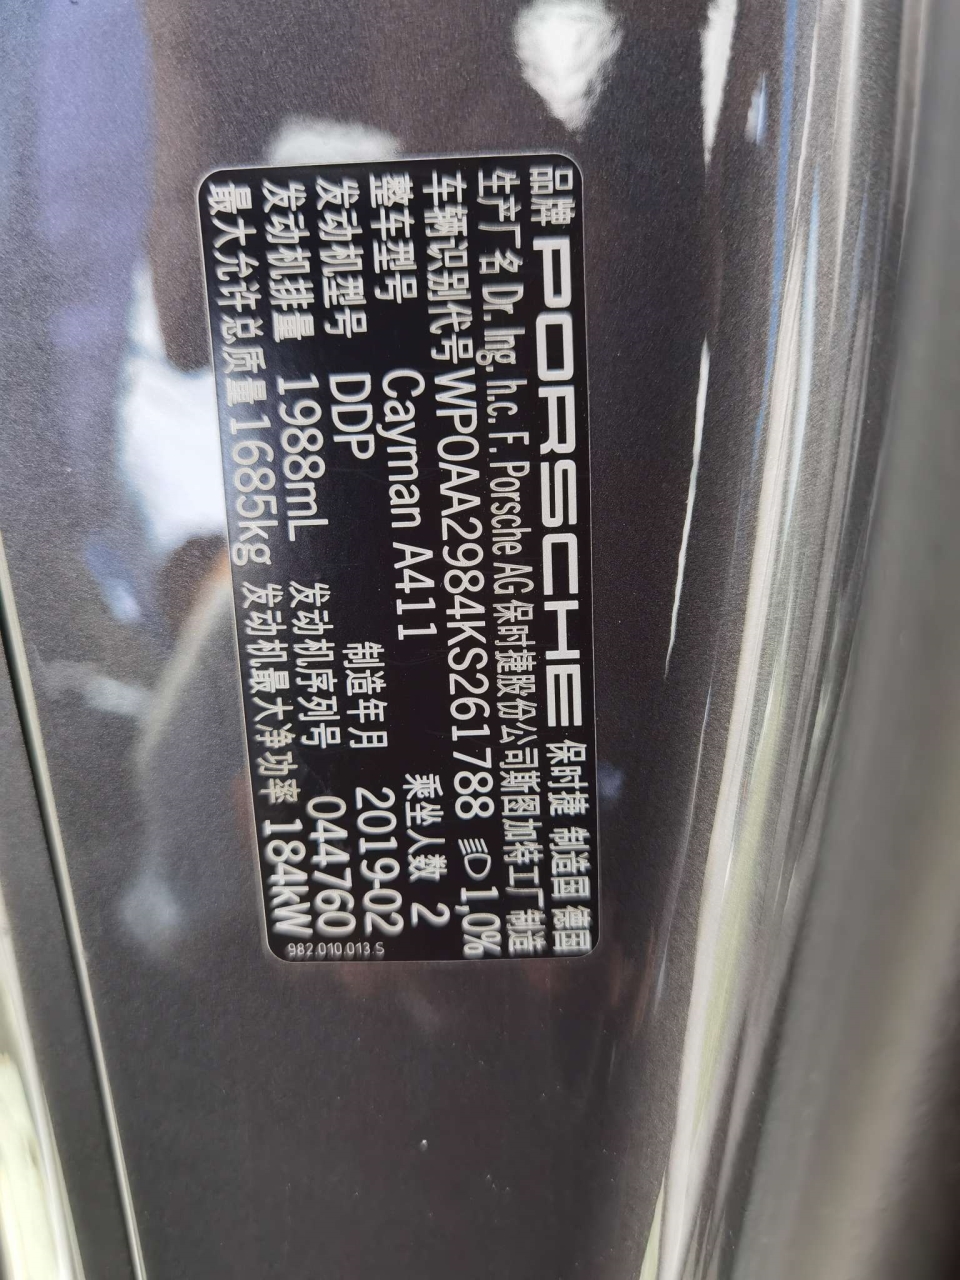 品牌 PORSCHE 保时捷 制造国 德国
生产厂名 Dr. Ing. h.c. F. Porsche AG 保时捷股份公司斯图加特工厂制造
车辆识别代号 WP0AA2984KS261788 1,0%
整车型号 Cayman A411 乘坐人数 2
发动机型号 DDP 制造年月 2019-02
发动机排量 1988mL 发动机序列号 044760
最大允许总质量 1685kg 发动机最大净功率 184kW
982.010.013.S